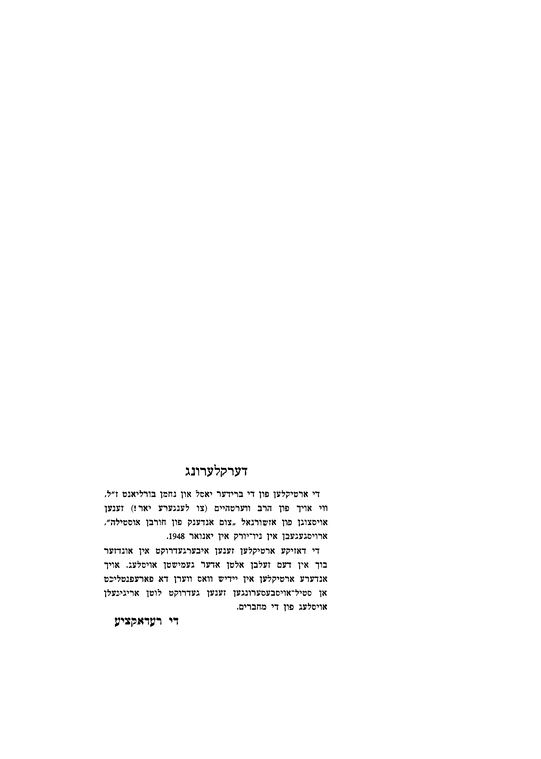 דערקלערונג
די ארטיקלען פון די ברידער יאסל און נחמן בורליאנט ז״ל,
ווי אויך פון הרב ווערטהיים (צו לענגערע יאר!) זענען
אויסצוגן פון אזשורנאל „צום אנדענק פון חורבן אוסטילה״,
ארויסגעגעבן אין ניו־יורק אין יאנואר 1948.
די דאזיקע ארטיקלען זענען איבערגעדרוקט אין אונדזער
בוך אין דעם זעלבן אלטן אדער געמישטן אויסלעג. אויך
אנדערע ארטיקלען אין יידיש וואס ווערן דא פארעפנטליכט
אן סטיל־אויסבעסערונגען זענען געדרוקט לוטן אריגינעלן
אויסלעג פון די מחברים.
די רעדאקציע